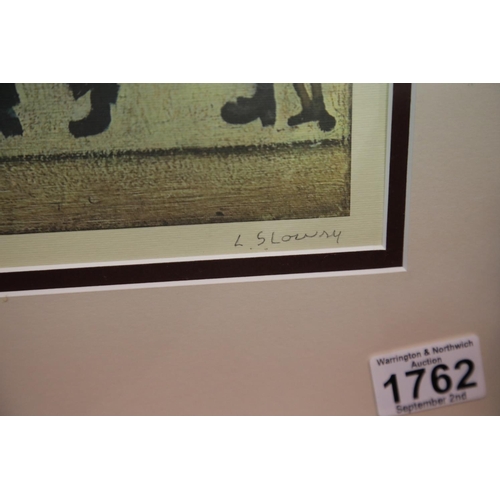 L. S Lowry
Warrington & Northwich
Auction
1762
September 2nd